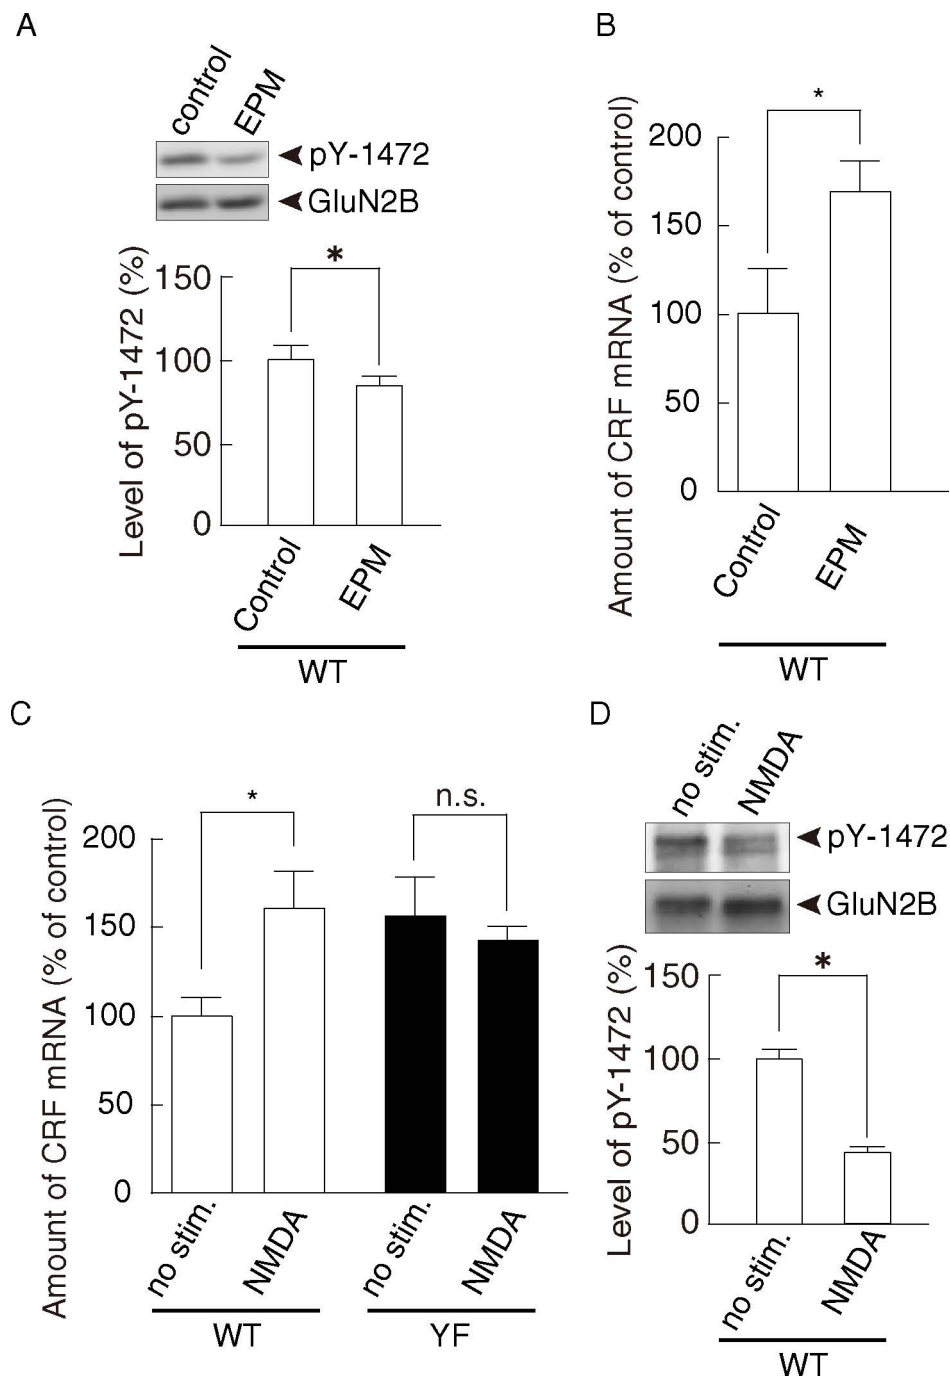 A
control
EPM
pY-1472
GluN2B
*
Level of pY-1472 (%)
150
100
50
0
Control
EPM
WT
B
*
Amount of CRF mRNA (% of control)
200
150
100
50
0
Control
EPM
WT
C
*
n.s.
Amount of CRF mRNA (% of control)
200
150
100
50
0
no stim.
NMDA
no stim.
NMDA
WT
YF
D
no stim.
NMDA
pY-1472
GluN2B
*
Level of pY-1472 (%)
150
100
50
0
no stim.
NMDA
WT